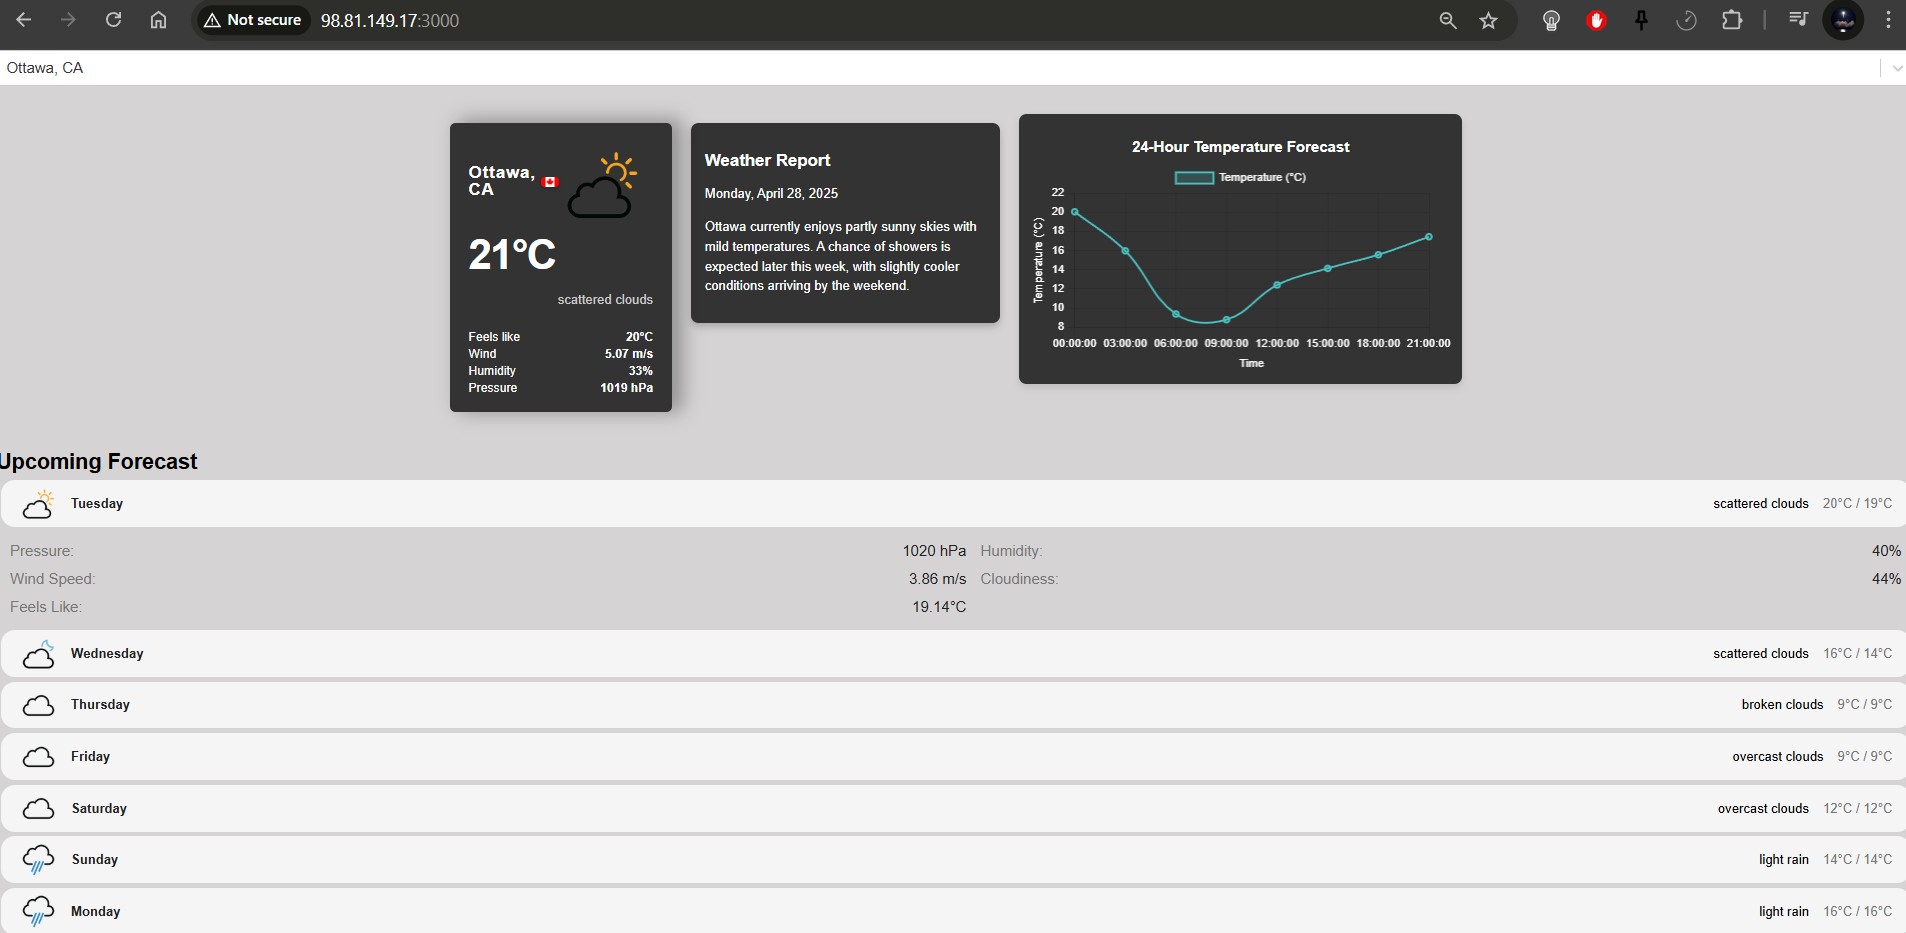 Not secure 98.81.149.17:3000
Ottawa, CA
Ottawa,
CA
21°C
scattered clouds
Feels like 20°C
Wind 5.07 m/s
Humidity 33%
Pressure 1019 hPa
Weather Report
Monday, April 28, 2025
Ottawa currently enjoys partly sunny skies with
mild temperatures. A chance of showers is
expected later this week, with slightly cooler
conditions arriving by the weekend.
24-Hour Temperature Forecast
Temperature (°C)
Temperature (°C)
22
20
18
16
14
12
10
8
00:00:00 03:00:00 06:00:00 09:00:00 12:00:00 15:00:00 18:00:00 21:00:00
Time
Upcoming Forecast
Tuesday scattered clouds 20°C / 19°C
Pressure: 1020 hPa Humidity: 40%
Wind Speed: 3.86 m/s Cloudiness: 44%
Feels Like: 19.14°C
Wednesday scattered clouds 16°C / 14°C
Thursday broken clouds 9°C / 9°C
Friday overcast clouds 9°C / 9°C
Saturday overcast clouds 12°C / 12°C
Sunday light rain 14°C / 14°C
Monday light rain 16°C / 16°C